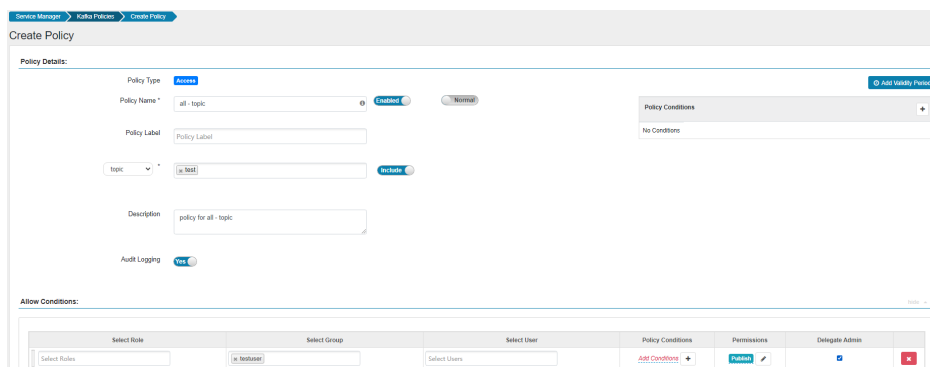 Service Manager Kafka Policies Create Policy
Create Policy
Policy Details:
Policy Type Access
Add Validity Period
Policy Name * all - topic Enabled Normal
Policy Conditions +
No Conditions
Policy Label Policy Label
topic * test Include
Description policy for all - topic
Audit Logging Yes
Allow Conditions:
hide
Select Role Select Group Select User Policy Conditions Permissions Delegate Admin
Select Roles testuser Select Users Add Conditions + Publish